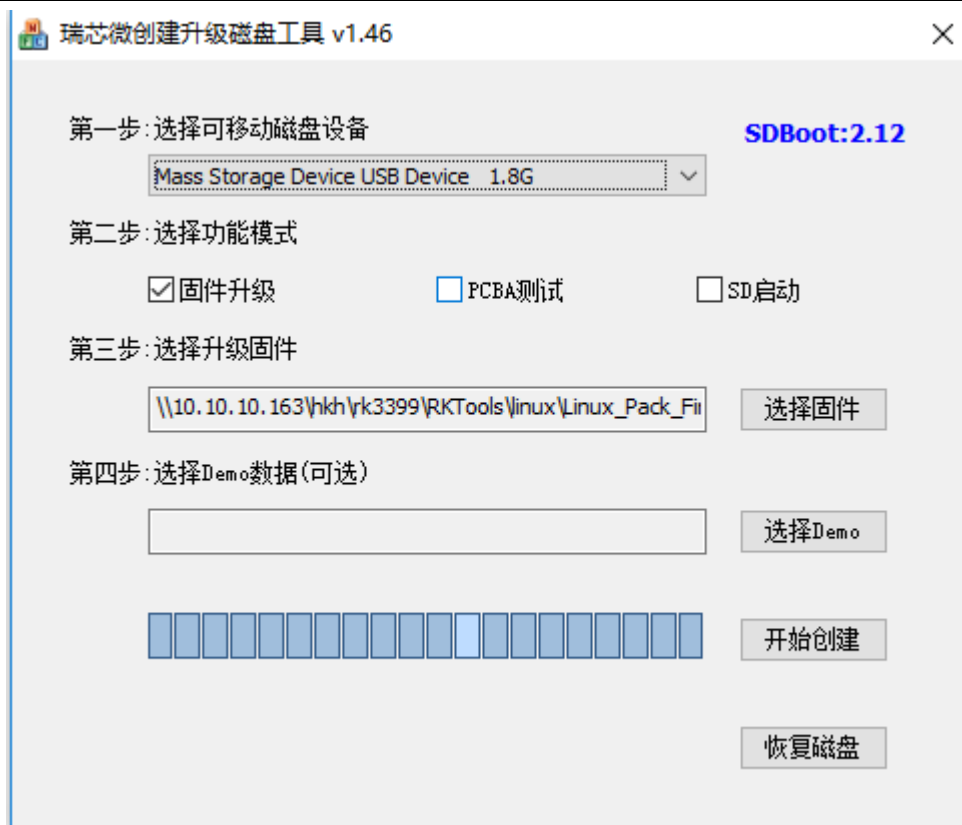 瑞芯微创建升级磁盘工具 v1.46
第一步:选择可移动磁盘设备
SDBoot:2.12
Mass Storage Device USB Device 1.8G
第二步:选择功能模式
固件升级 PCBA测试 SD启动
第三步:选择升级固件
\\10.10.10.163\hkh\rk3399\RKTools\linux\Linux_Pack_Fir
选择固件
第四步:选择Demo数据(可选)
选择Demo
开始创建
恢复磁盘